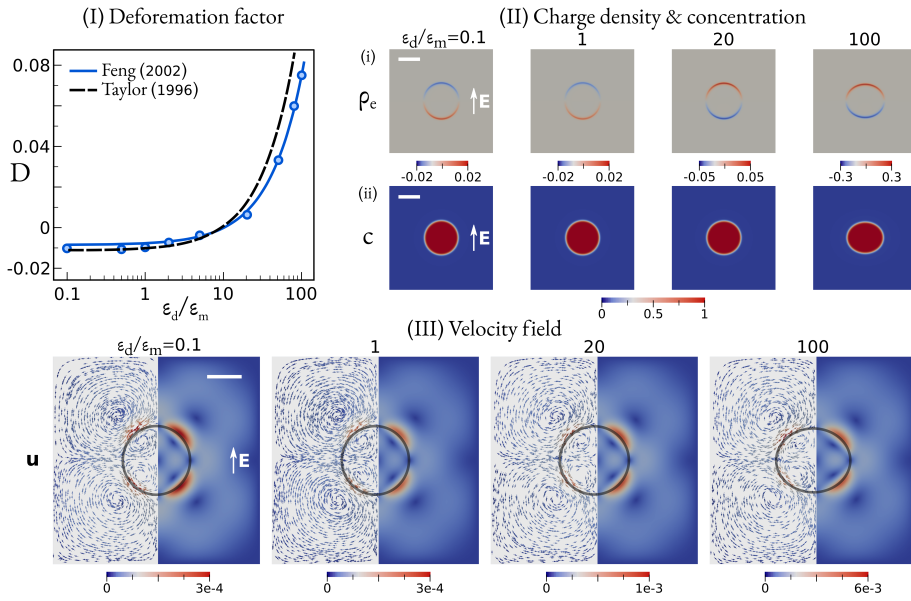 (I) Deformation factor
0.08
0.04
0
-0.02
D
Feng (2002)
Taylor (1996)
0.1 1 10 100
εd/εm
(II) Charge density & concentration
εd/εm=0.1 1 20 100
(i)
ρe
E
-0.02 0.02 -0.02 0.02 -0.05 0.05 -0.3 0.3
(ii)
c
E
0 0.5 1
(III) Velocity field
εd/εm=0.1 1 20 100
u
E
0 3e-4 0 3e-4 0 1e-3 0 6e-3